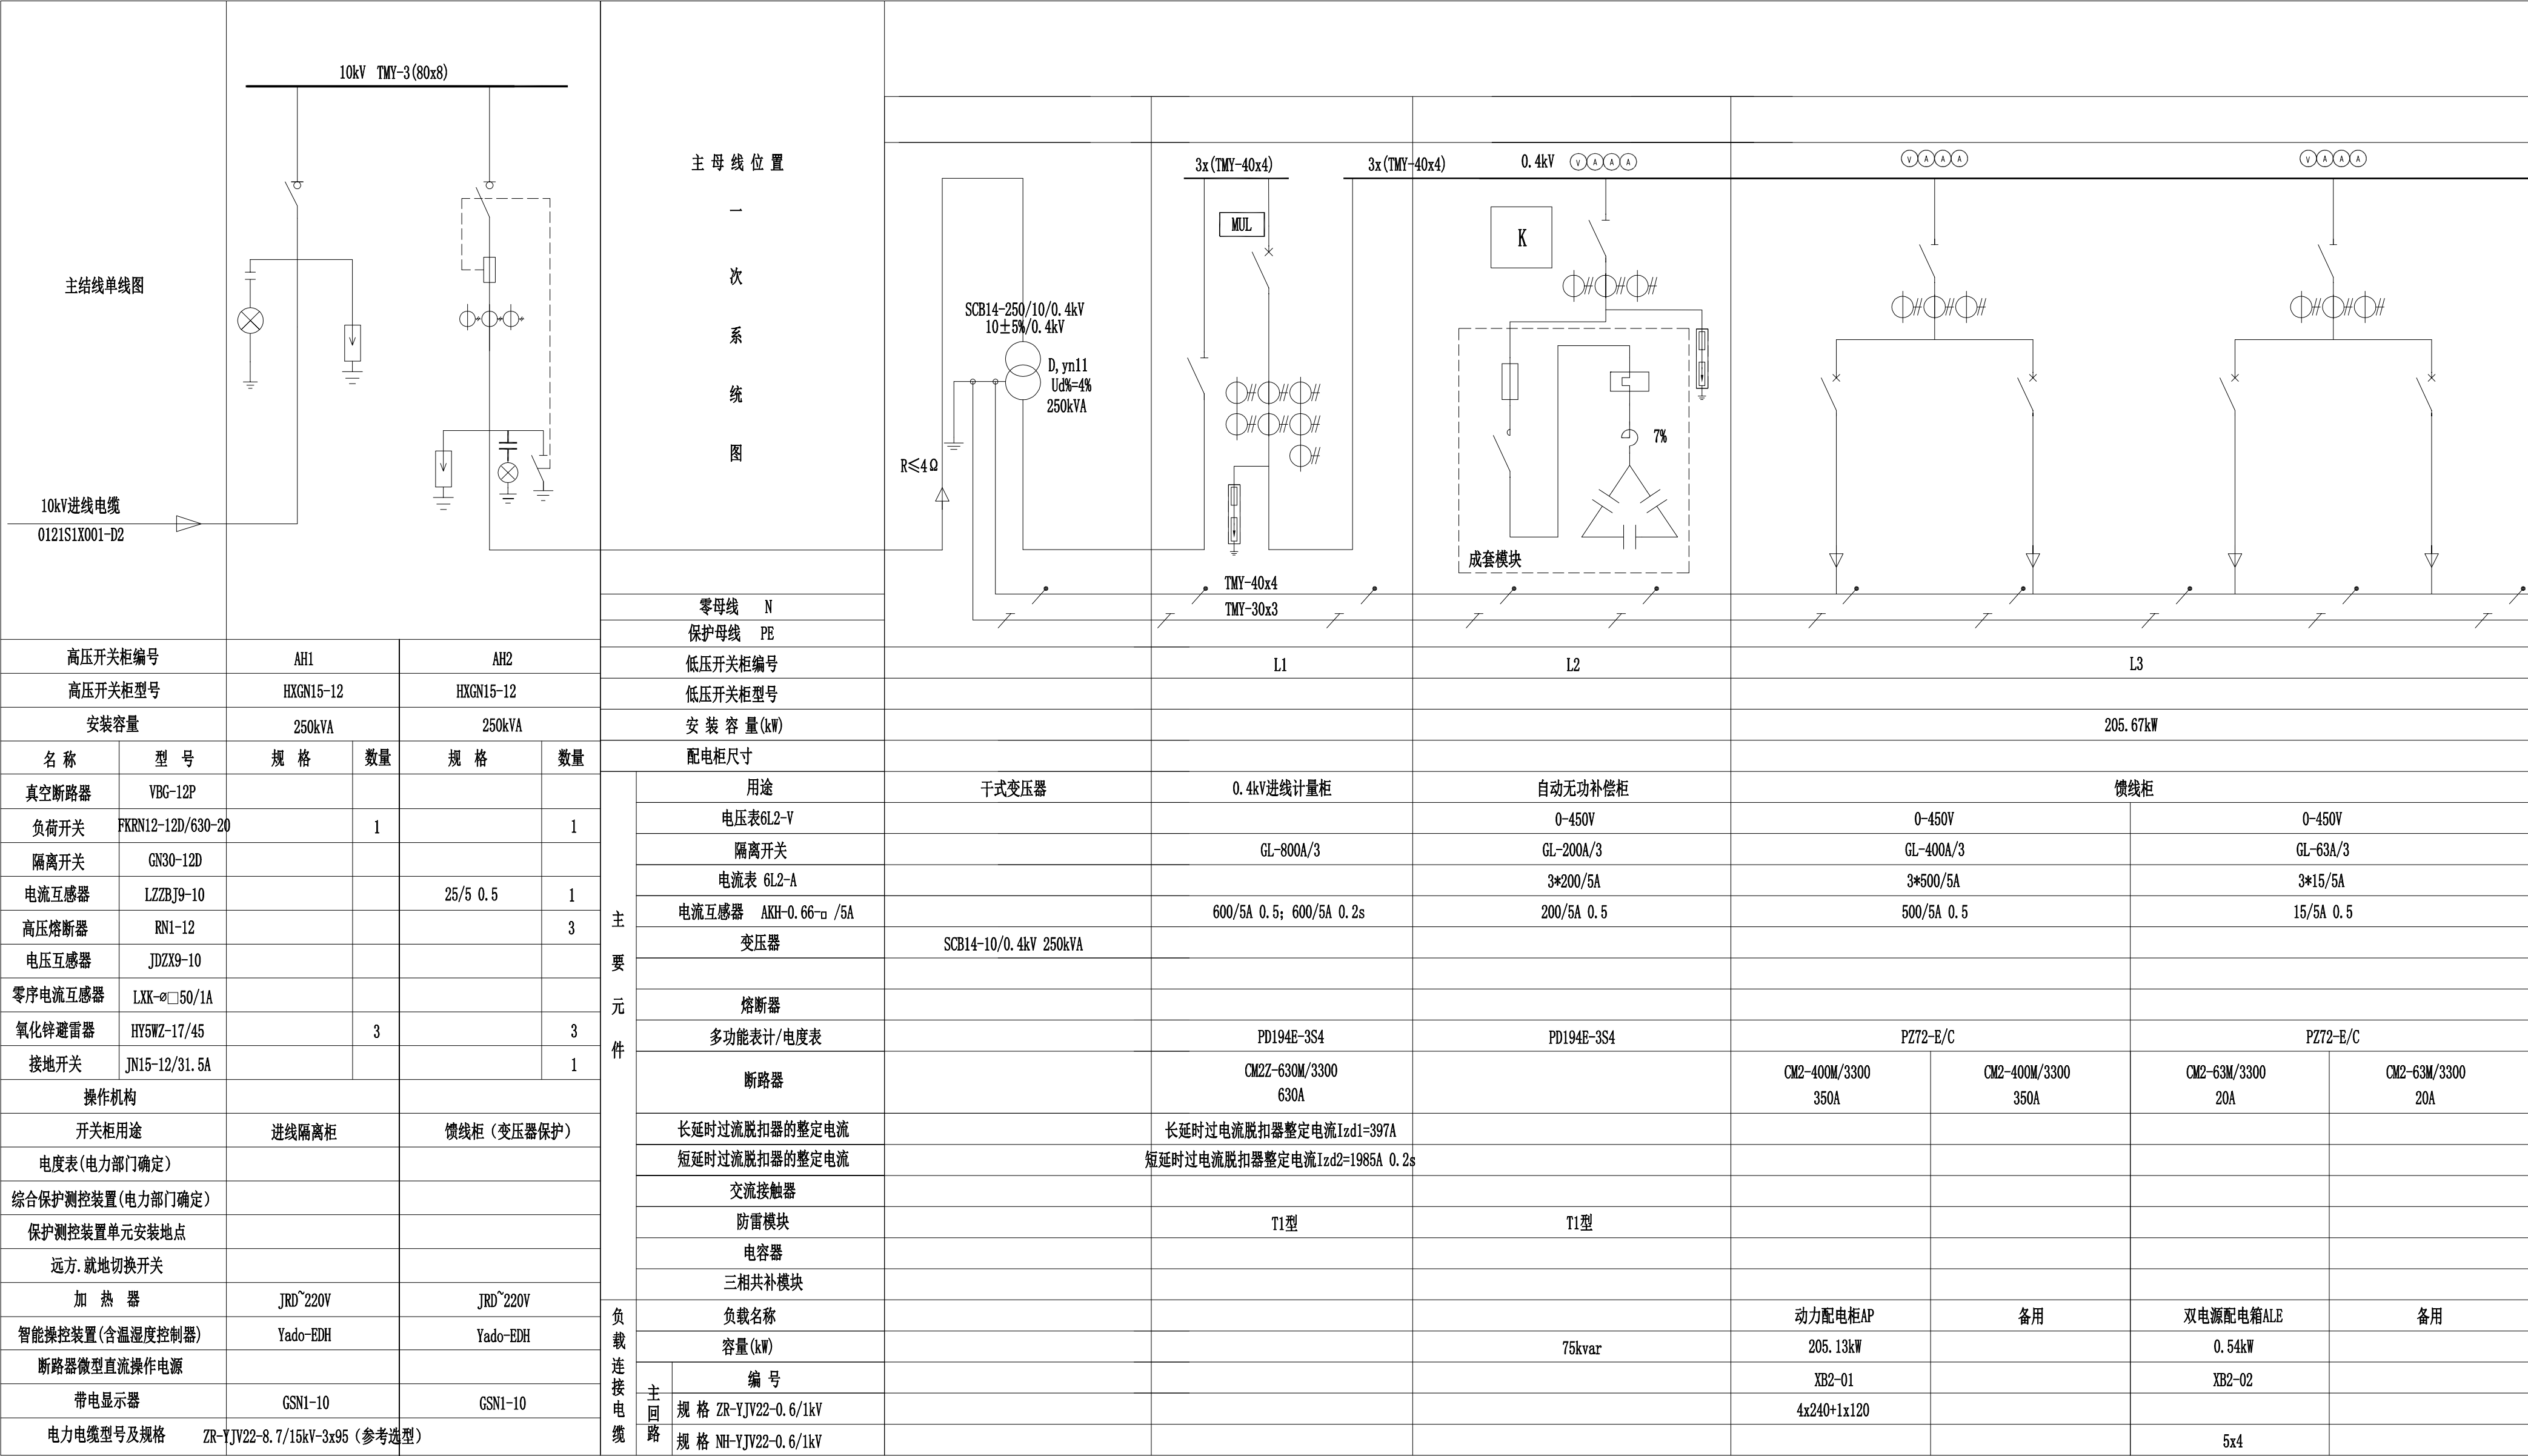 10kV TMY-3(80x8)
主结线单线图
10kV进线电缆
0121S1X001-D2
主母线位置
一
次
系
统
图
3x(TMY-40x4)
3x(TMY-40x4)
0.4kV
V A A A
V A A A
V A A A
MUL
K
SCB14-250/10/0.4kV
10±5%/0.4kV
D,yn11
Ud%=4%
250kVA
R≤4Ω
7%
成套模块
TMY-40x4
TMY-30x3
零母线 N
保护母线 PE
高压开关柜编号 AH1 AH2
高压开关柜型号 HXGN15-12 HXGN15-12
安装容量 250kVA 250kVA
名称 型号 规格 数量 规格 数量
真空断路器 VBG-12P
负荷开关 FKRN12-12D/630-20 1 1
隔离开关 GN30-12D
电流互感器 LZZBJ9-10 25/5 0.5 1
高压熔断器 RN1-12 3
电压互感器 JDZX9-10
零序电流互感器 LXK-⌀□50/1A
氧化锌避雷器 HY5WZ-17/45 3 3
接地开关 JN15-12/31.5A 1
操作机构
开关柜用途 进线隔离柜 馈线柜（变压器保护）
电度表(电力部门确定)
综合保护测控装置(电力部门确定)
保护测控装置单元安装地点
远方.就地切换开关
加热器 JRD~220V JRD~220V
智能操控装置(含温湿度控制器) Yado-EDH Yado-EDH
断路器微型直流操作电源
带电显示器 GSN1-10 GSN1-10
电力电缆型号及规格 ZR-YJV22-8.7/15kV-3x95（参考选型）
低压开关柜编号 L1 L2 L3
低压开关柜型号
安装容量(kW) 205.67kW
配电柜尺寸
主要元件
用途 干式变压器 0.4kV进线计量柜 自动无功补偿柜 馈线柜
电压表6L2-V 0-450V 0-450V 0-450V
隔离开关 GL-800A/3 GL-200A/3 GL-400A/3 GL-63A/3
电流表 6L2-A 3*200/5A 3*500/5A 3*15/5A
电流互感器 AKH-0.66-□ /5A 600/5A 0.5; 600/5A 0.2s 200/5A 0.5 500/5A 0.5 15/5A 0.5
变压器 SCB14-10/0.4kV 250kVA
熔断器
多功能表计/电度表 PD194E-3S4 PD194E-3S4 PZ72-E/C PZ72-E/C
断路器 CM2Z-630M/3300 CM2-400M/3300 CM2-400M/3300 CM2-63M/3300 CM2-63M/3300
630A 350A 350A 20A 20A
长延时过流脱扣器的整定电流 长延时过电流脱扣器整定电流Izd1=397A
短延时过流脱扣器的整定电流 短延时过电流脱扣器整定电流Izd2=1985A 0.2s
交流接触器
防雷模块 T1型 T1型
电容器
三相共补模块
负载连接电缆
负载名称 动力配电柜AP 备用 双电源配电箱ALE 备用
容量(kW) 75kvar 205.13kW 0.54kW
主回路
编号 XB2-01 XB2-02
规格 ZR-YJV22-0.6/1kV 4x240+1x120
规格 NH-YJV22-0.6/1kV 5x4